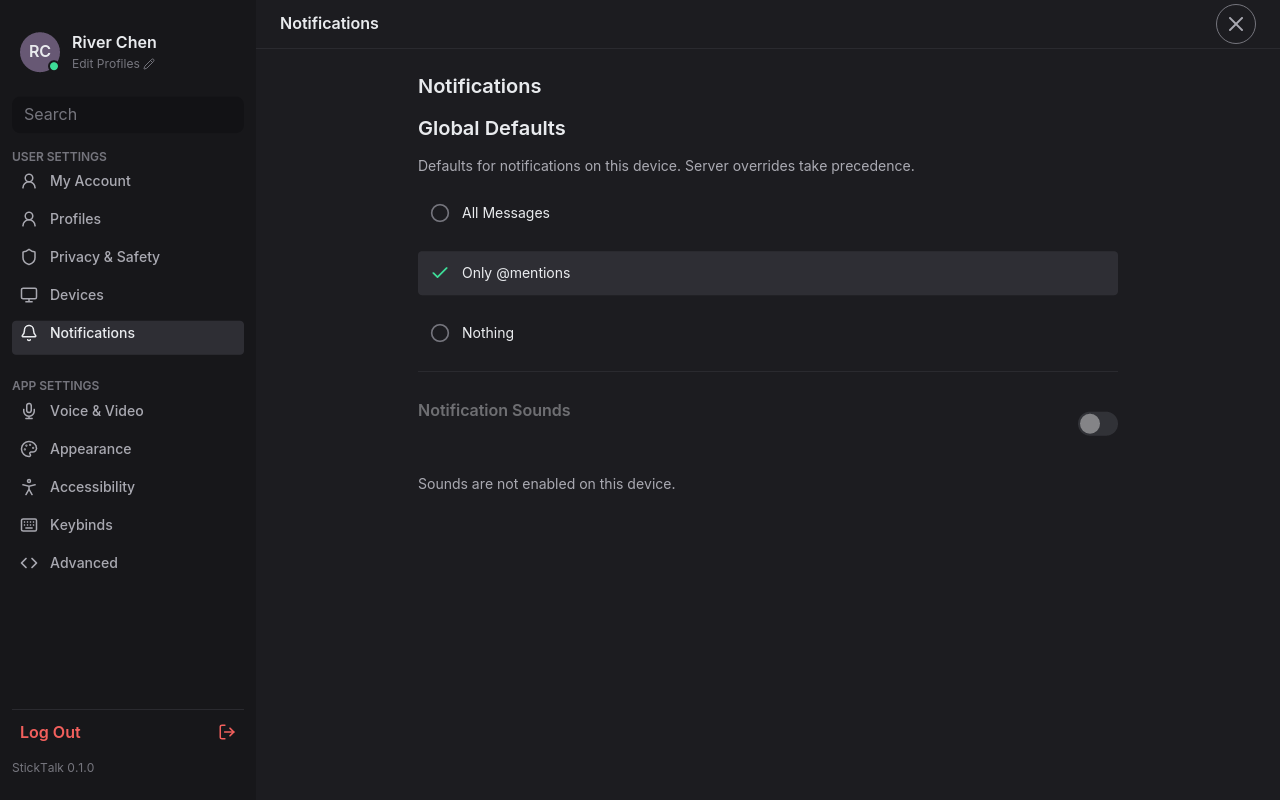 RC
River Chen
Edit Profiles
Search
USER SETTINGS
My Account
Profiles
Privacy & Safety
Devices
Notifications
APP SETTINGS
Voice & Video
Appearance
Accessibility
Keybinds
Advanced
Log Out
StickTalk 0.1.0
Notifications
Notifications
Global Defaults
Defaults for notifications on this device. Server overrides take precedence.
All Messages
Only @mentions
Nothing
Notification Sounds
Sounds are not enabled on this device.